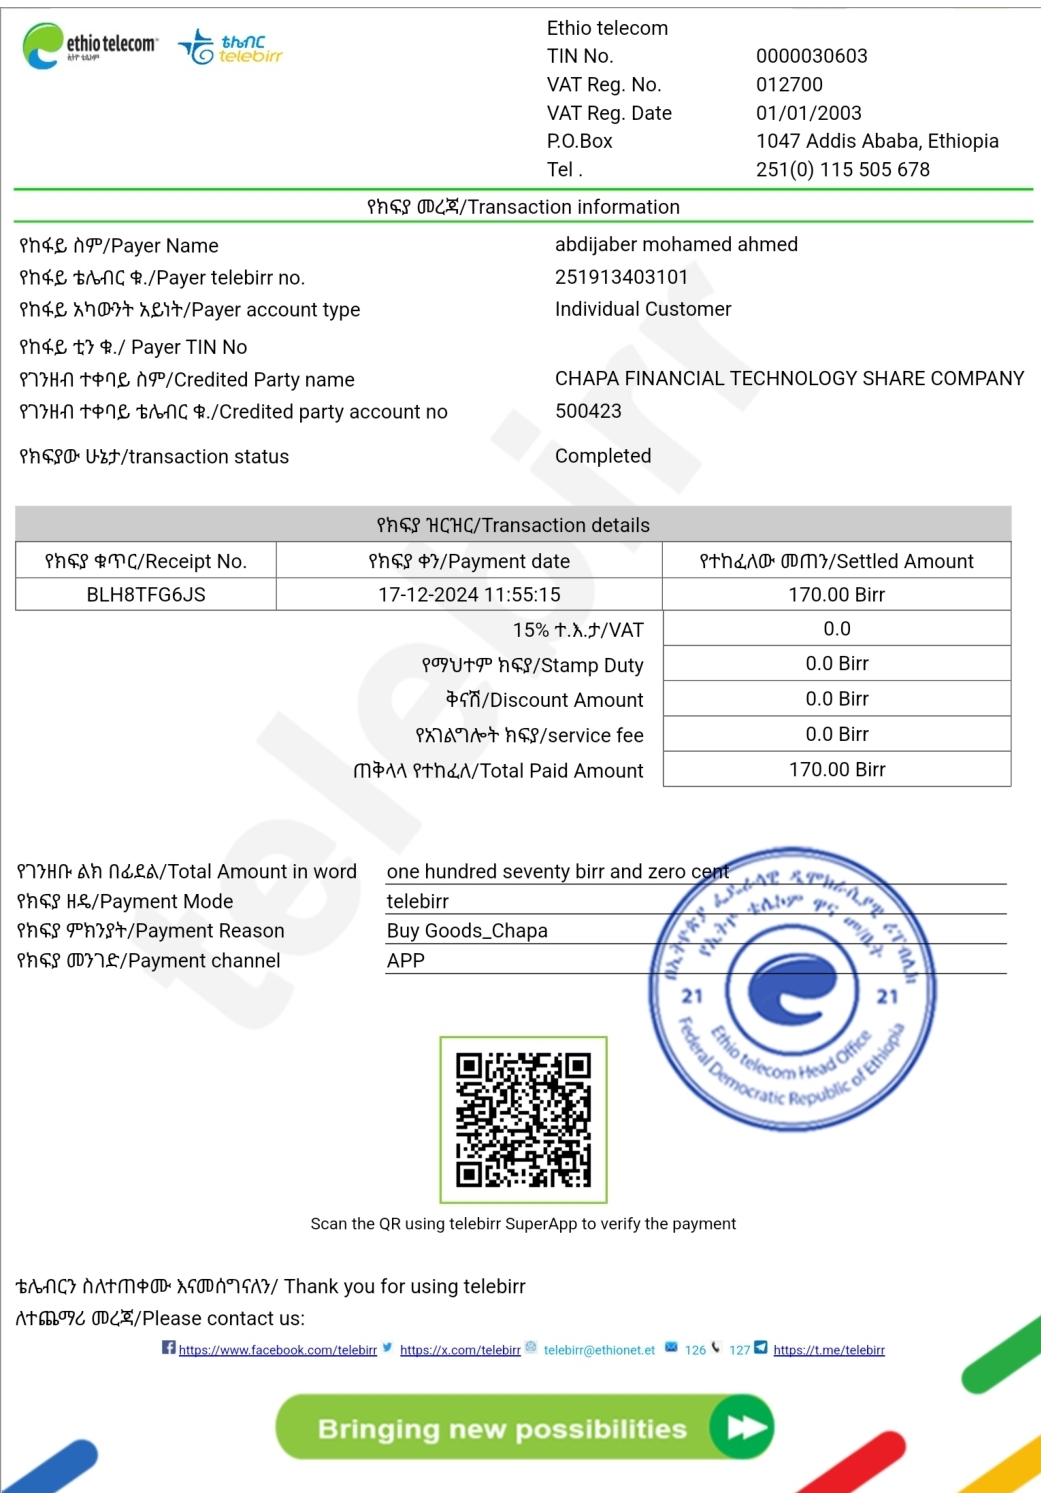 ethio telecom
ኢትዮ ቴሌኮም
ቴሌብር
telebirr
Ethio telecom
TIN No. 0000030603
VAT Reg. No. 012700
VAT Reg. Date 01/01/2003
P.O.Box 1047 Addis Ababa, Ethiopia
Tel . 251(0) 115 505 678
የክፍያ መረጃ/Transaction information
የከፋይ ስም/Payer Name abdijaber mohamed ahmed
የከፋይ ቴሌብር ቁ./Payer telebirr no. 251913403101
የከፋይ አካውንት አይነት/Payer account type Individual Customer
የከፋይ ቲን ቁ./ Payer TIN No
የገንዘብ ተቀባይ ስም/Credited Party name CHAPA FINANCIAL TECHNOLOGY SHARE COMPANY
የገንዘብ ተቀባይ ቴሌብር ቁ./Credited party account no 500423
የክፍያው ሁኔታ/transaction status Completed
telebirr
የክፍያ ዝርዝር/Transaction details
የክፍያ ቁጥር/Receipt No. የክፍያ ቀን/Payment date የተከፈለው መጠን/Settled Amount
BLH8TFG6JS 17-12-2024 11:55:15 170.00 Birr
15% ተ.እ.ታ/VAT 0.0
የማህተም ክፍያ/Stamp Duty 0.0 Birr
ቅናሽ/Discount Amount 0.0 Birr
የአገልግሎት ክፍያ/service fee 0.0 Birr
ጠቅላላ የተከፈለ/Total Paid Amount 170.00 Birr
የገንዘቡ ልክ በፊደል/Total Amount in word one hundred seventy birr and zero cent
የክፍያ ዘዴ/Payment Mode telebirr
የክፍያ ምክንያት/Payment Reason Buy Goods_Chapa
የክፍያ መንገድ/Payment channel APP
በኢትዮጵያ ፌዴራላዊ ዲሞክራሲያዊ ሪፐብሊክ
የኢትዮ ቴሌኮም ዋና መ/ቤት
21 21
Ethio telecom Head Office
Federal Democratic Republic of Ethiopia
Scan the QR using telebirr SuperApp to verify the payment
ቴሌብርን ስለተጠቀሙ እናመሰግናለን/ Thank you for using telebirr
ለተጨማሪ መረጃ/Please contact us:
https://www.facebook.com/telebirr https://x.com/telebirr telebirr@ethionet.et 126 127 https://t.me/telebirr
Bringing new possibilities